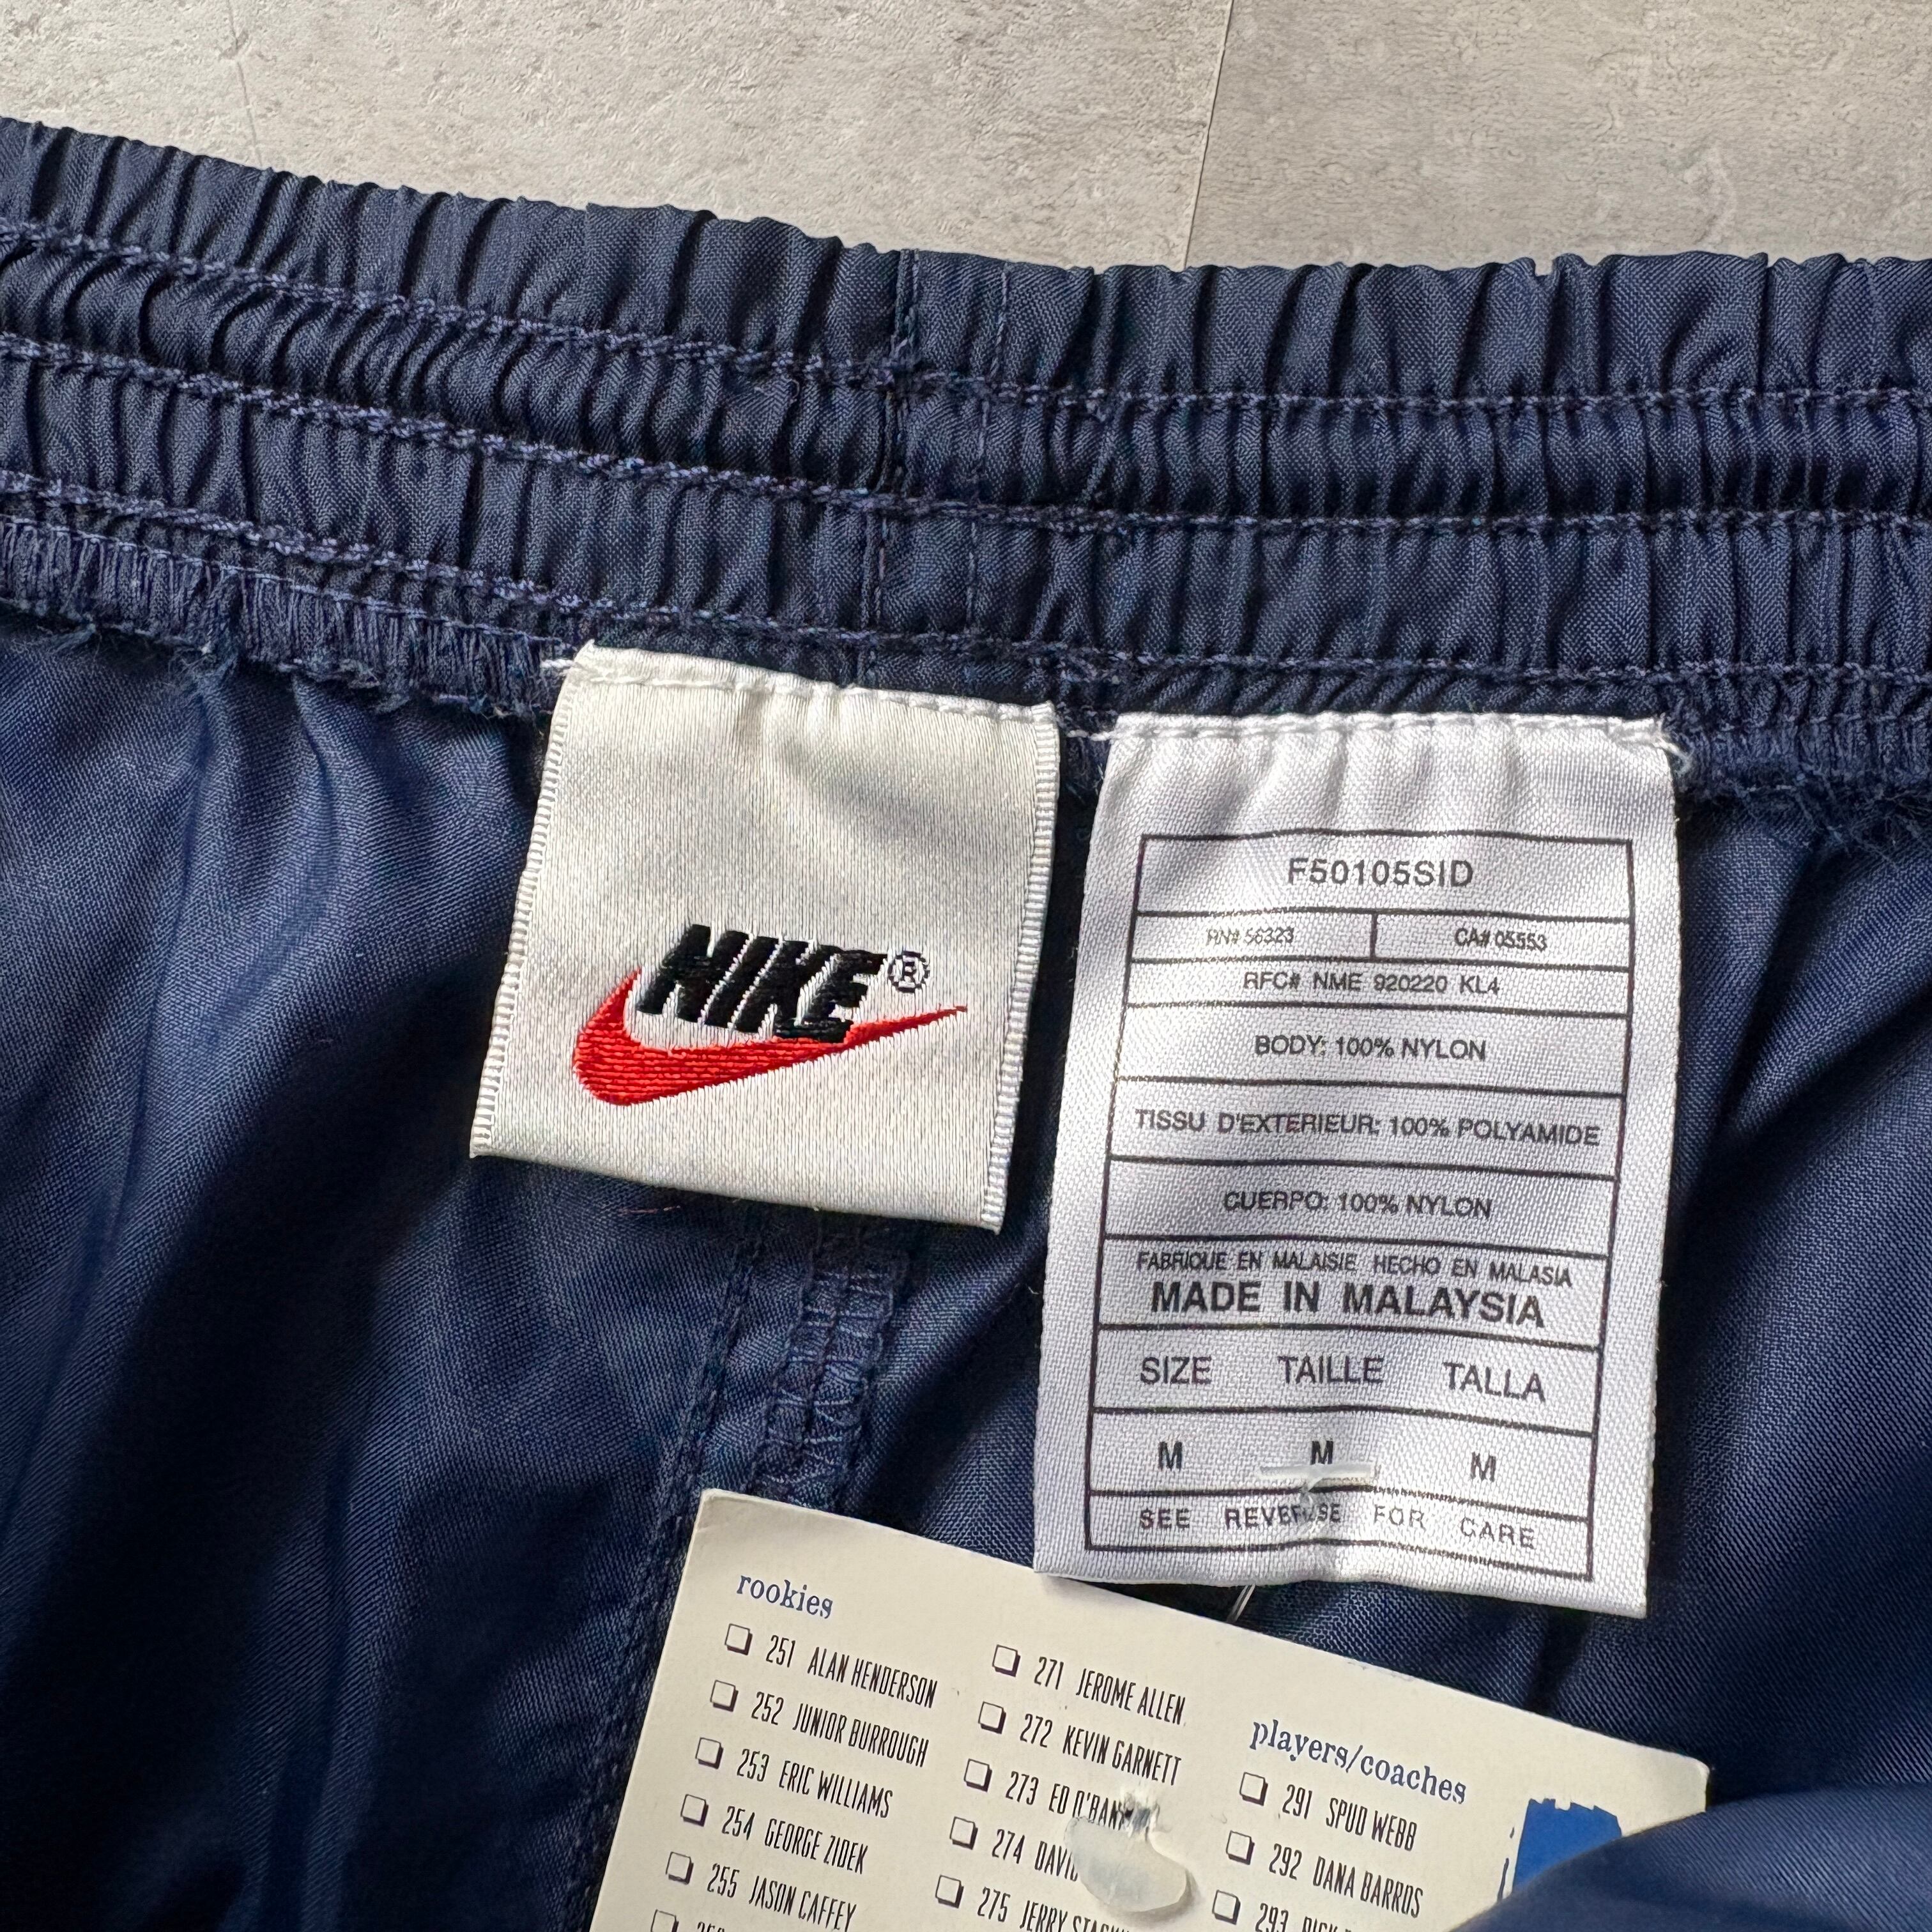 NIKE®
F50105SID
RN# 56323 CA# 05553
RFC# NME 920220 KL4
BODY: 100% NYLON
TISSU D'EXTERIEUR: 100% POLYAMIDE
CUERPO: 100% NYLON
FABRIQUE EN MALAISIE HECHO EN MALASIA
MADE IN MALAYSIA
SIZE TAILLE TALLA
M M M
SEE REVERSE FOR CARE
rookies
251 ALAN HENDERSON
252 JUNIOR BURROUGH
253 ERIC WILLIAMS
254 GEORGE ZIDEK
255 JASON CAFFEY
271 JEROME ALLEN
272 KEVIN GARNETT
273 ED O'BAN
274 DAVID
275 JERRY
players/coaches
291 SPUD WEBB
292 DANA BARROS
293